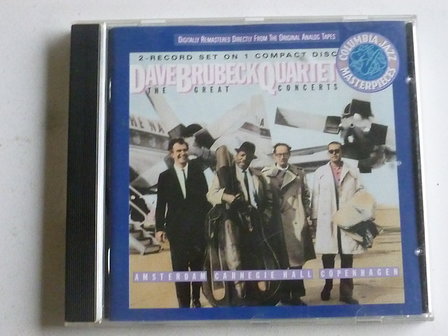 DIGITALLY REMASTERED DIRECTLY FROM THE ORIGINAL ANALOG TAPES
2-RECORD SET ON 1 COMPACT DISC
DAVE BRUBECK QUARTET
THE GREAT CONCERTS
COLUMBIA JAZZ
MASTERPIECES
AMSTERDAM CARNEGIE HALL COPENHAGEN